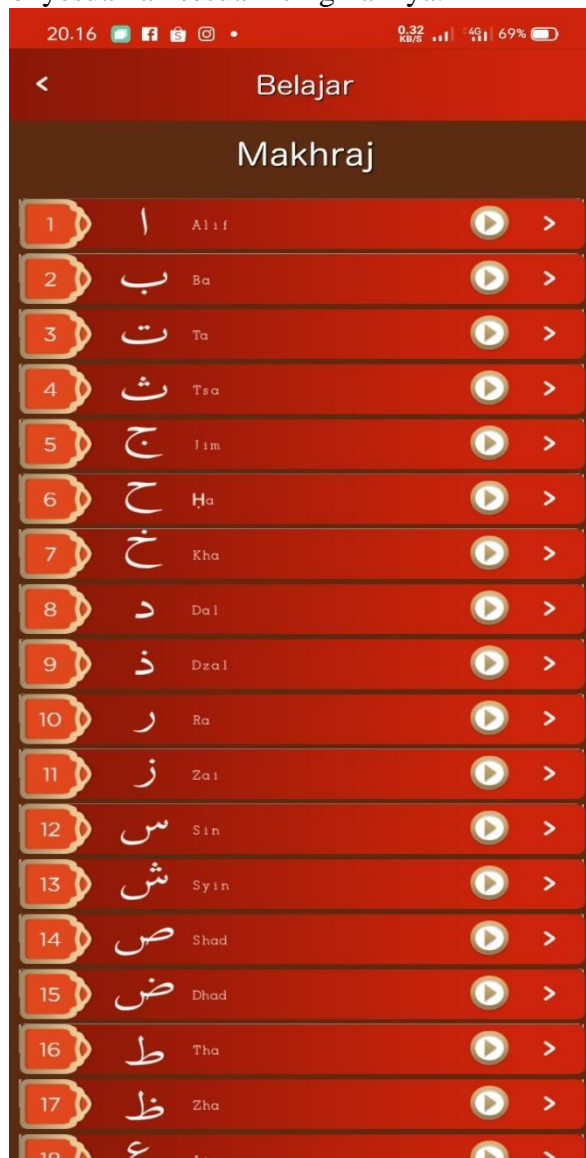 20.16 0.32 KB/S 4G 69%
Belajar
Makhraj
1 ا Alif
2 ب Ba
3 ت Ta
4 ث Tsa
5 ج Jim
6 ح Ḥa
7 خ Kha
8 د Dal
9 ذ Dzal
10 ر Ra
11 ز Zai
12 س Sin
13 ش Syin
14 ص Shad
15 ض Dhad
16 ط Tha
17 ظ Zha
18 ع